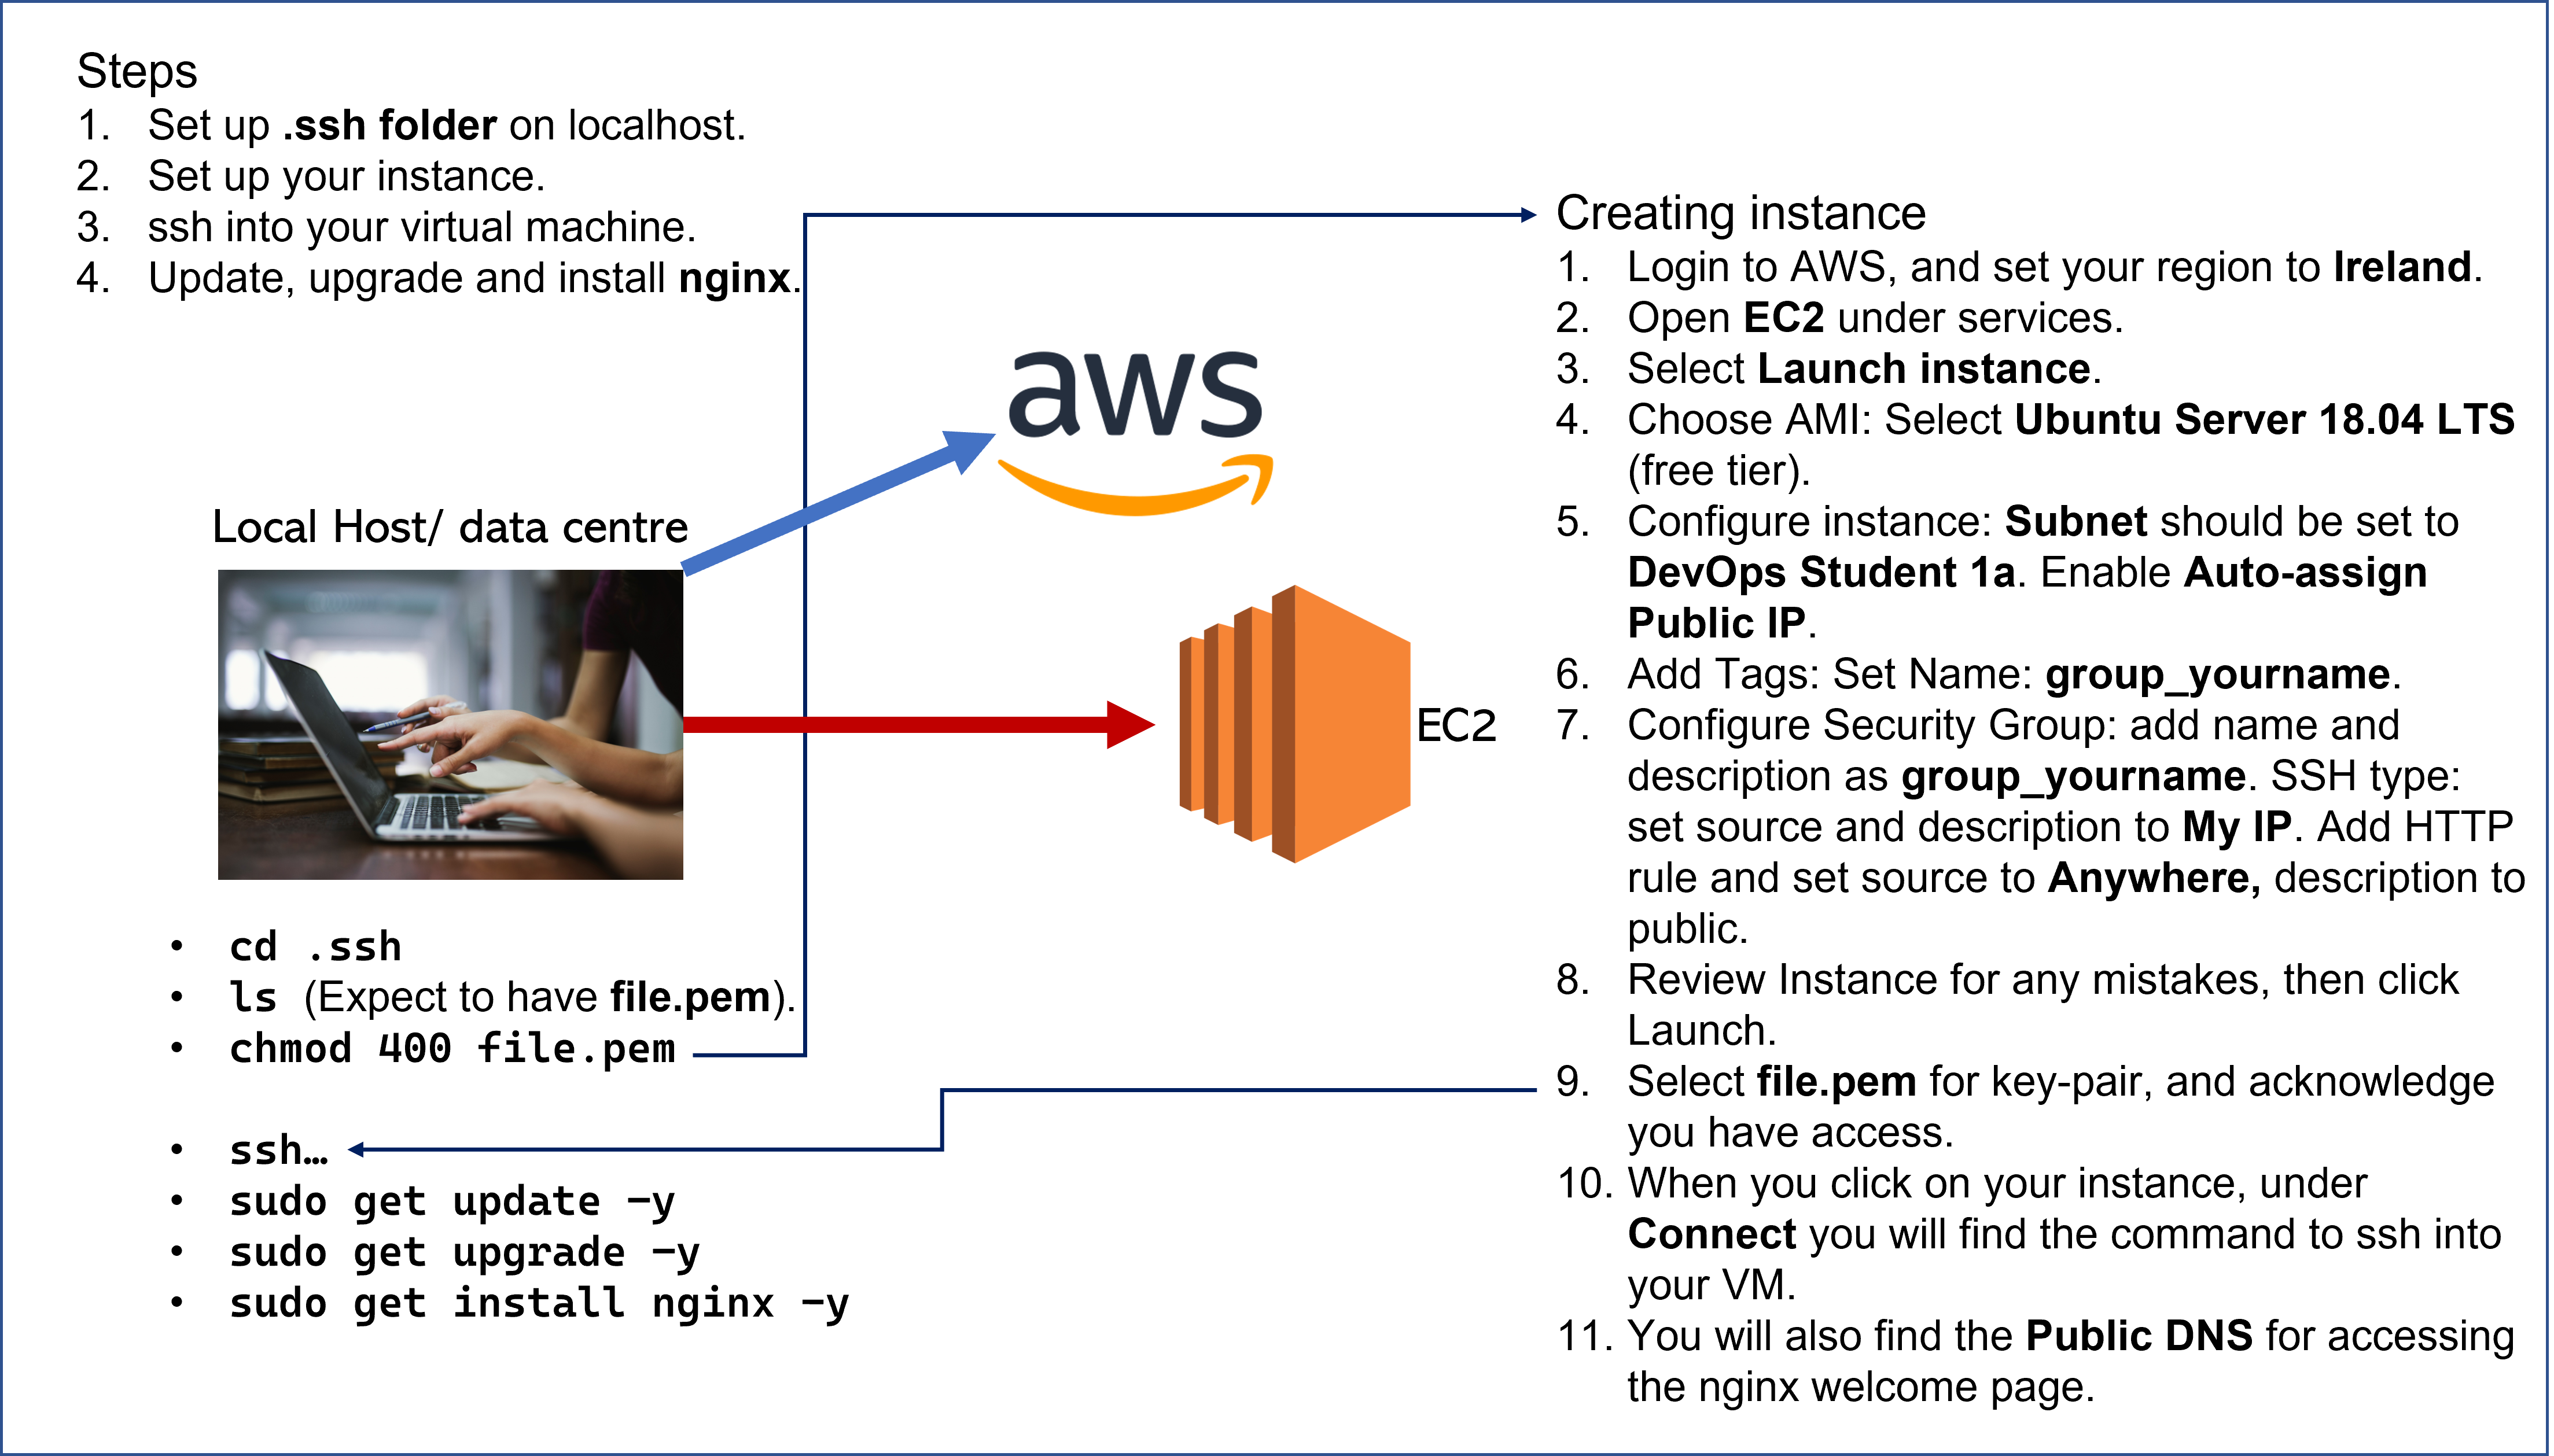 Steps
1. Set up .ssh folder on localhost.
2. Set up your instance.
3. ssh into your virtual machine.
4. Update, upgrade and install nginx.
aws
Local Host/ data centre
EC2
• cd .ssh
• ls (Expect to have file.pem).
• chmod 400 file.pem
• ssh…
• sudo get update –y
• sudo get upgrade –y
• sudo get install nginx –y
Creating instance
1. Login to AWS, and set your region to Ireland.
2. Open EC2 under services.
3. Select Launch instance.
4. Choose AMI: Select Ubuntu Server 18.04 LTS
(free tier).
5. Configure instance: Subnet should be set to
DevOps Student 1a. Enable Auto-assign
Public IP.
6. Add Tags: Set Name: group_yourname.
7. Configure Security Group: add name and
description as group_yourname. SSH type:
set source and description to My IP. Add HTTP
rule and set source to Anywhere, description to
public.
8. Review Instance for any mistakes, then click
Launch.
9. Select file.pem for key-pair, and acknowledge
you have access.
10. When you click on your instance, under
Connect you will find the command to ssh into
your VM.
11. You will also find the Public DNS for accessing
the nginx welcome page.